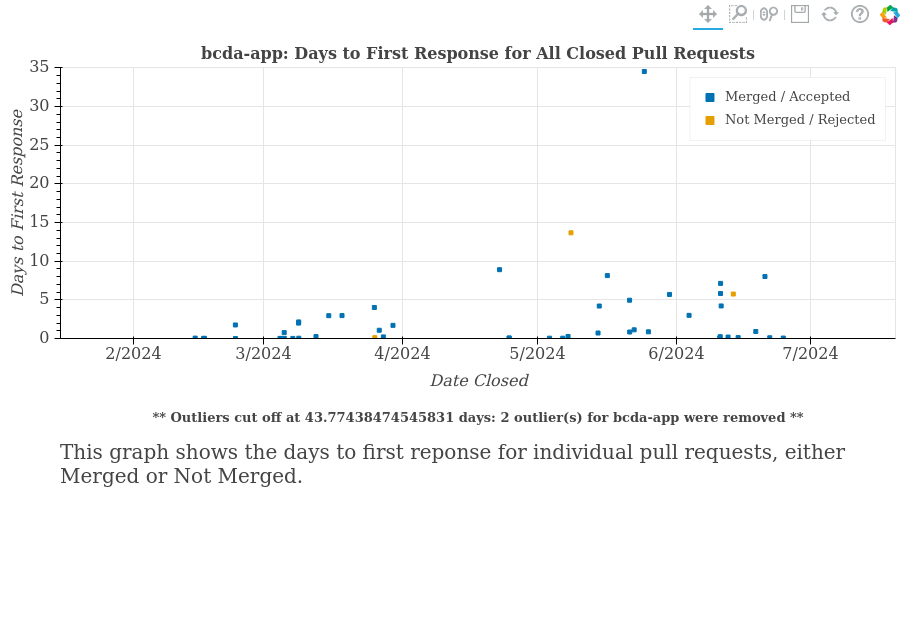 bcda-app: Days to First Response for All Closed Pull Requests
Merged / Accepted
Not Merged / Rejected
Days to First Response
35
30
25
20
15
10
5
0
2/2024 3/2024 4/2024 5/2024 6/2024 7/2024
Date Closed
** Outliers cut off at 43.77438474545831 days: 2 outlier(s) for bcda-app were removed **
This graph shows the days to first reponse for individual pull requests, either
Merged or Not Merged.